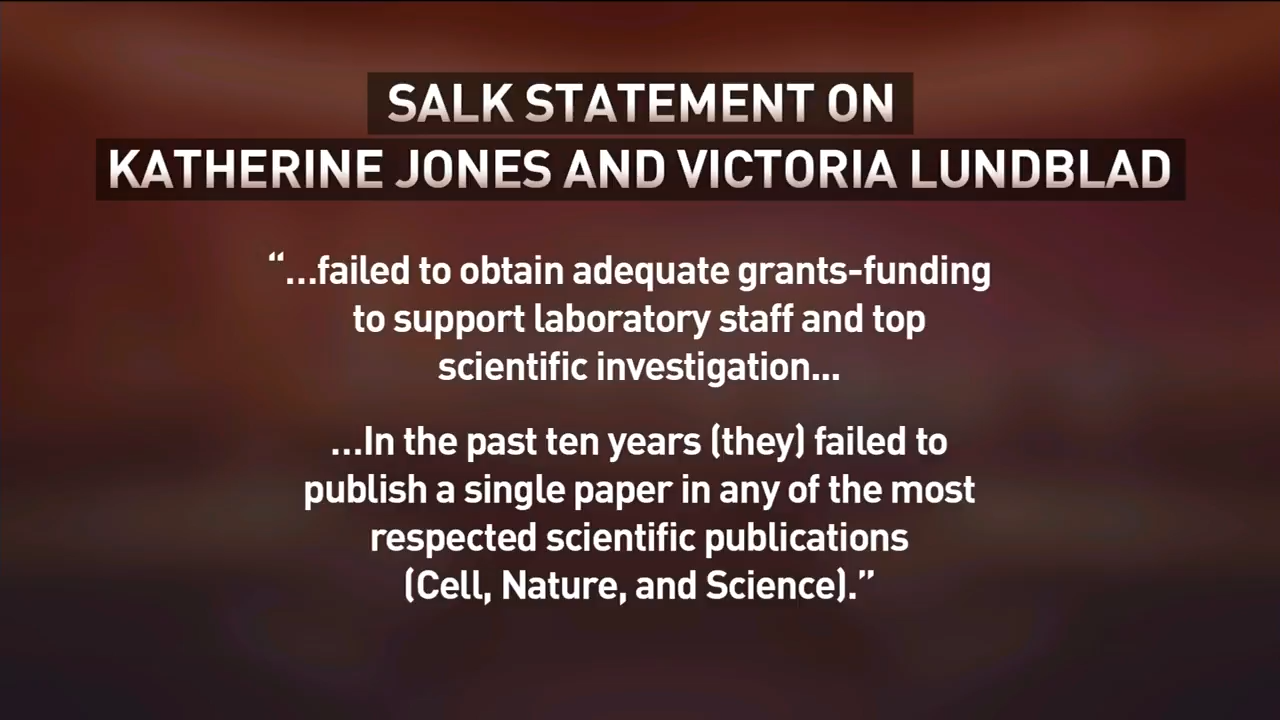 SALK STATEMENT ON
KATHERINE JONES AND VICTORIA LUNDBLAD
“...failed to obtain adequate grants-funding
to support laboratory staff and top
scientific investigation...
...In the past ten years (they) failed to
publish a single paper in any of the most
respected scientific publications
(Cell, Nature, and Science).”